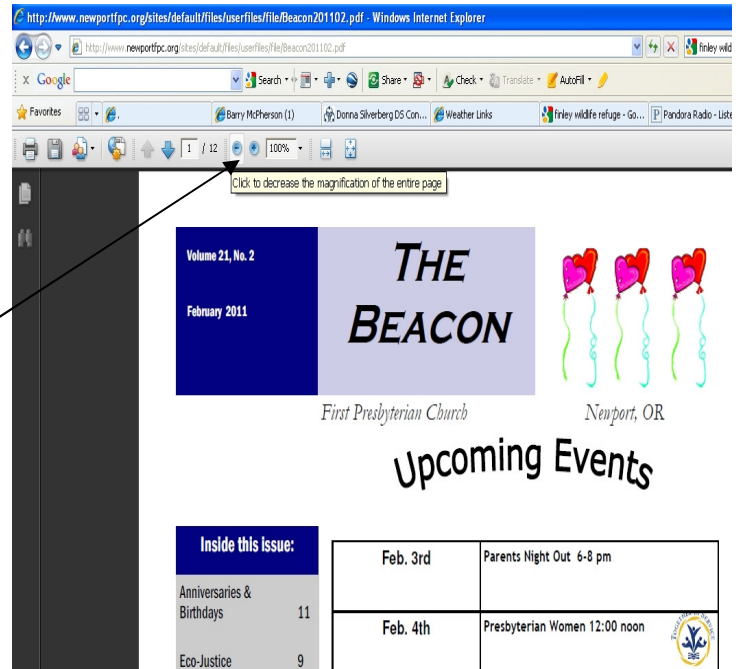 http://www.newportfpc.org/sites/default/files/userfiles/file/Beacon201102.pdf - Windows Internet Explorer
http://www.newportfpc.org/sites/default/files/userfiles/file/Beacon201102.pdf
finley wild
x Google Search Share Check Translate AutoFill
Favorites Barry McPherson (1) Donna Silverberg DS Con... Weather Links finley wildlife refuge - Go... Pandora Radio - Liste
1 / 12 100%
Click to decrease the magnification of the entire page
Volume 21, No. 2
February 2011
THE
BEACON
First Presbyterian Church Newport, OR
Upcoming Events
Inside this issue:
Anniversaries &
Birthdays 11
Eco-Justice 9
Feb. 3rd Parents Night Out 6-8 pm
Feb. 4th Presbyterian Women 12:00 noon